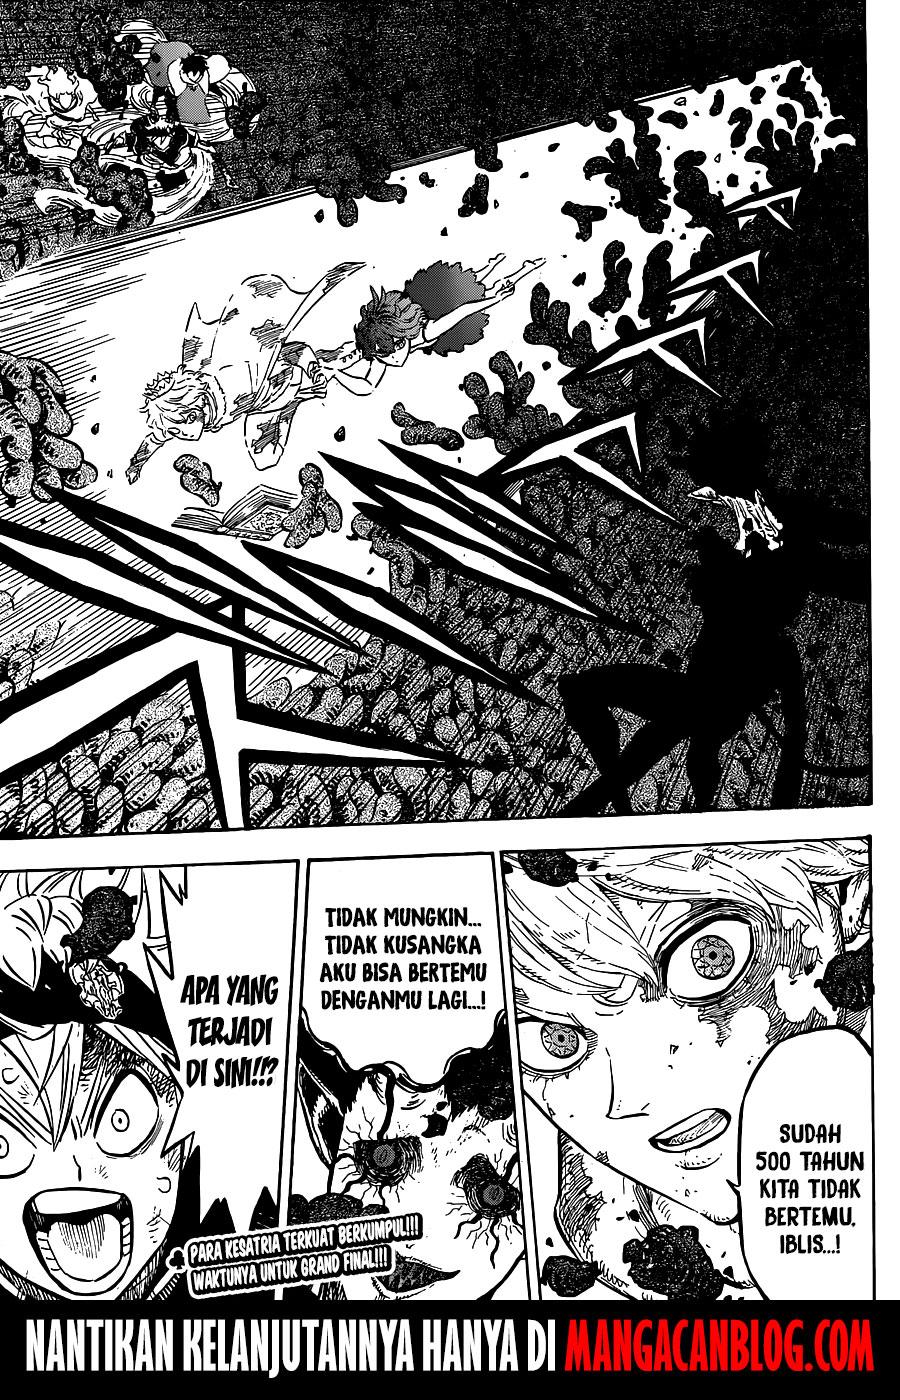 SUDAH
500 TAHUN
KITA TIDAK
BERTEMU,
IBLIS...!
TIDAK MUNGKIN...
TIDAK KUSANGKA
AKU BISA BERTEMU
DENGANMU LAGI...!
APA YANG
TERJADI
DI SINI!!?
PARA KESATRIA TERKUAT BERKUMPUL!!!
WAKTUNYA UNTUK GRAND FINAL!!!
NANTIKAN KELANJUTANNYA HANYA DI MANGACANBLOG.COM